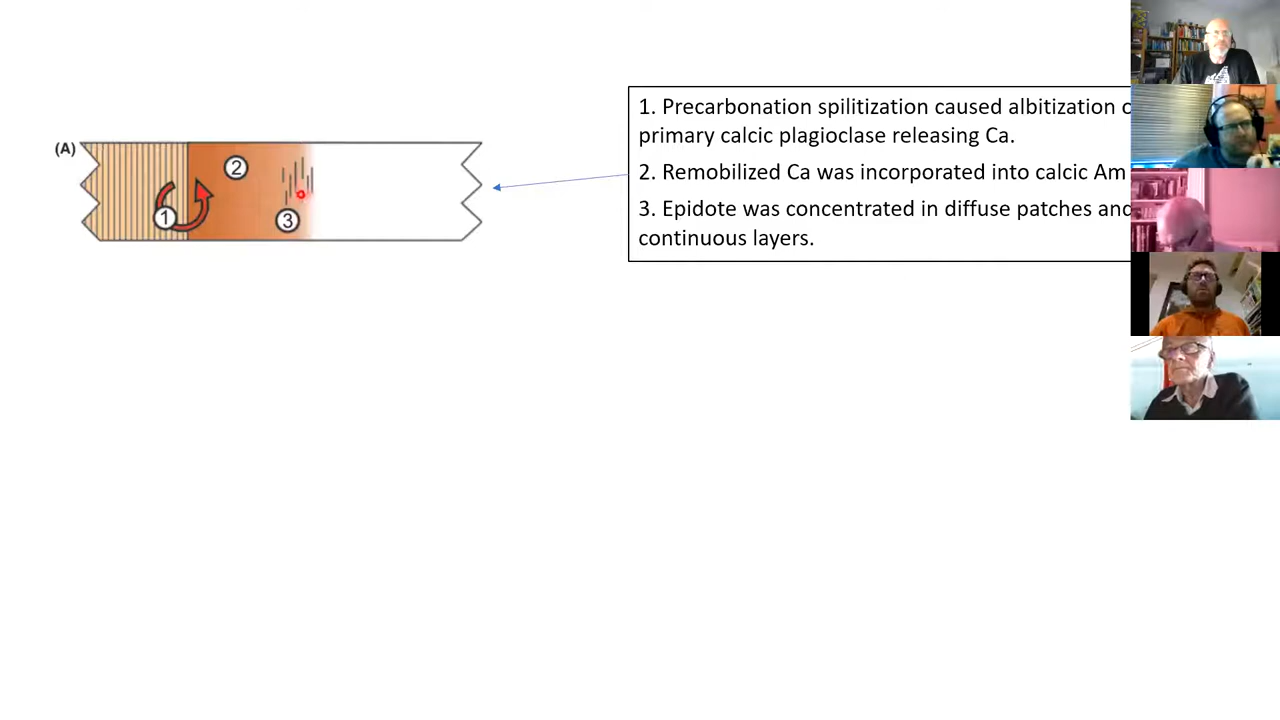 1. Precarbonation spilitization caused albitization
(A)
primary calcic plagioclase releasing Ca.
2
2. Remobilized Ca was incorporated into calcic Am
1
3
3. Epidote was concentrated in diffuse patches and
continuous layers.